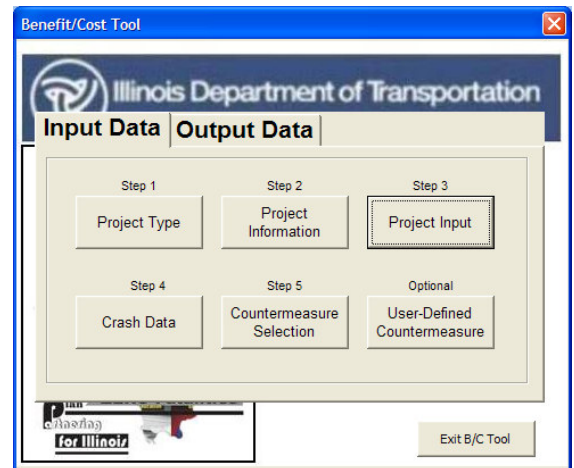 Benefit/Cost Tool
Illinois Department of Transportation
Input Data Output Data
Step 1 Step 2 Step 3
Project Type
Project
Information
Project Input
Step 4 Step 5 Optional
Crash Data
Countermeasure
Selection
User-Defined
Countermeasure
for Illinois
Exit B/C Tool